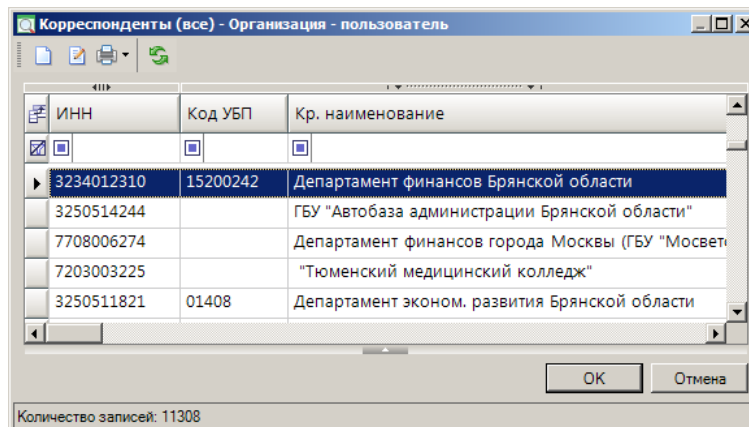 Корреспонденты (все) - Организация - пользователь
ИНН Код УБП Кр. наименование
3234012310 15200242 Департамент финансов Брянской области
3250514244 ГБУ "Автобаза администрации Брянской области"
7708006274 Департамент финансов города Москвы (ГБУ "Мосвет
7203003225 "Тюменский медицинский колледж"
3250511821 01408 Департамент эконом. развития Брянской области
OK Отмена
Количество записей: 11308